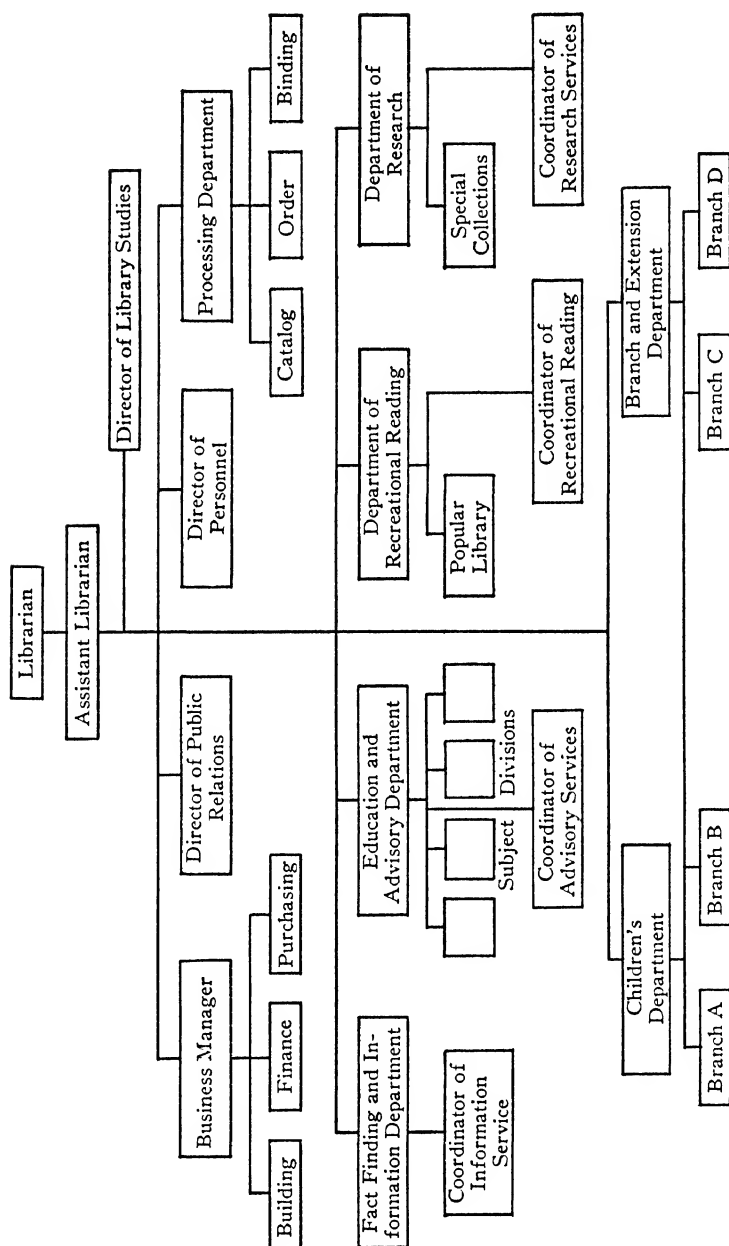 Librarian
Assistant Librarian
Director of Library Studies
Business Manager
Director of Public
Relations
Director of
Personnel
Processing Department
Building
Finance
Purchasing
Catalog
Order
Binding
Fact Finding and In-
formation Department
Education and
Advisory Department
Department of
Recreational Reading
Department of
Research
Coordinator of
Information
Service
Subject Divisions
Coordinator of
Advisory Services
Popular
Library
Coordinator of
Recreational Reading
Special
Collections
Coordinator of
Research Services
Children's
Department
Branch and Extension
Department
Branch A
Branch B
Branch C
Branch D